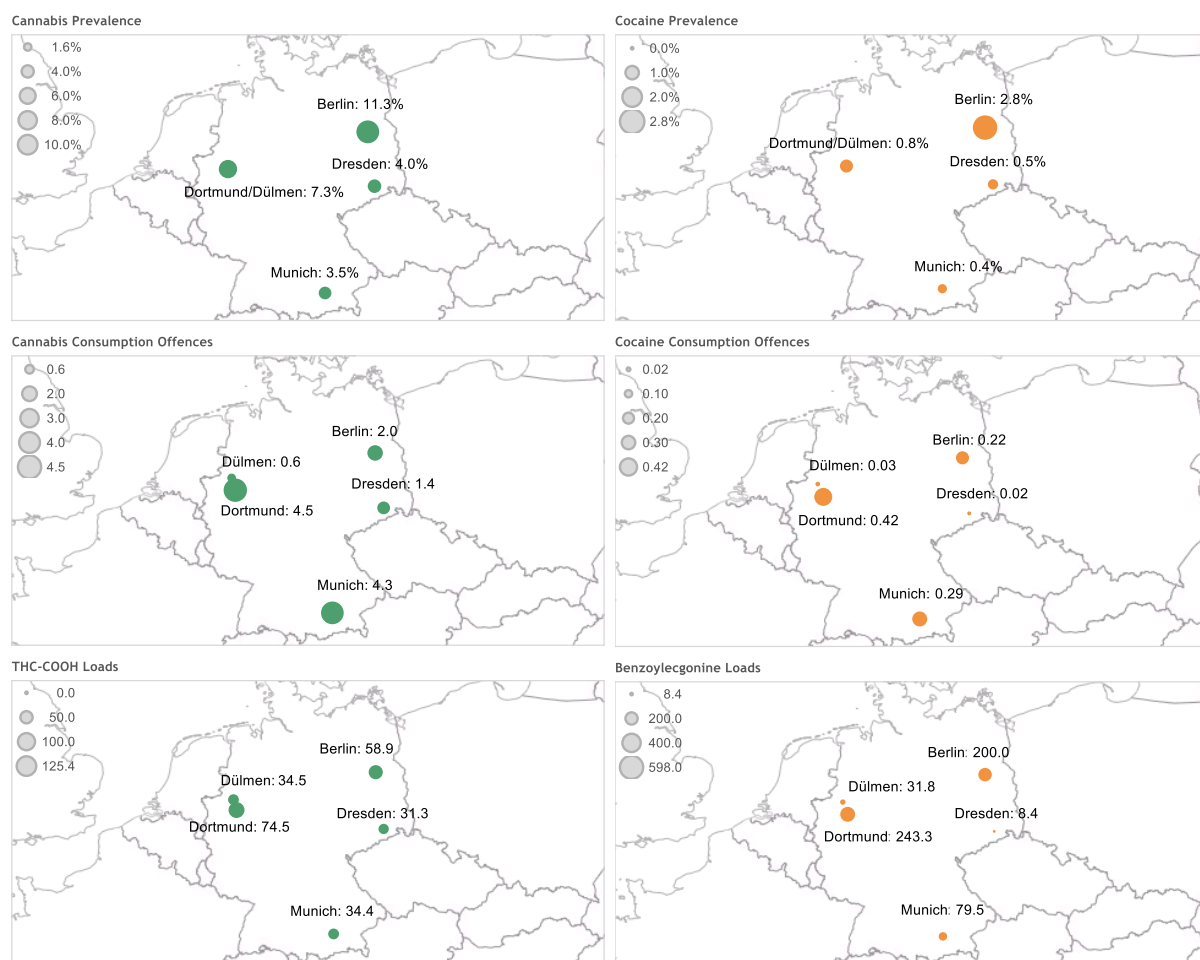 Cannabis Prevalence
1.6%
4.0%
6.0%
8.0%
10.0%
Berlin: 11.3%
Dresden: 4.0%
Dortmund/Dülmen: 7.3%
Munich: 3.5%
Cocaine Prevalence
0.0%
1.0%
2.0%
2.8%
Berlin: 2.8%
Dortmund/Dülmen: 0.8%
Dresden: 0.5%
Munich: 0.4%
Cannabis Consumption Offences
0.6
2.0
3.0
4.0
4.5
Berlin: 2.0
Dülmen: 0.6
Dresden: 1.4
Dortmund: 4.5
Munich: 4.3
Cocaine Consumption Offences
0.02
0.10
0.20
0.30
0.42
Berlin: 0.22
Dülmen: 0.03
Dresden: 0.02
Dortmund: 0.42
Munich: 0.29
THC-COOH Loads
0.0
50.0
100.0
125.4
Berlin: 58.9
Dülmen: 34.5
Dresden: 31.3
Dortmund: 74.5
Munich: 34.4
Benzoylecgonine Loads
8.4
200.0
400.0
598.0
Berlin: 200.0
Dülmen: 31.8
Dresden: 8.4
Dortmund: 243.3
Munich: 79.5